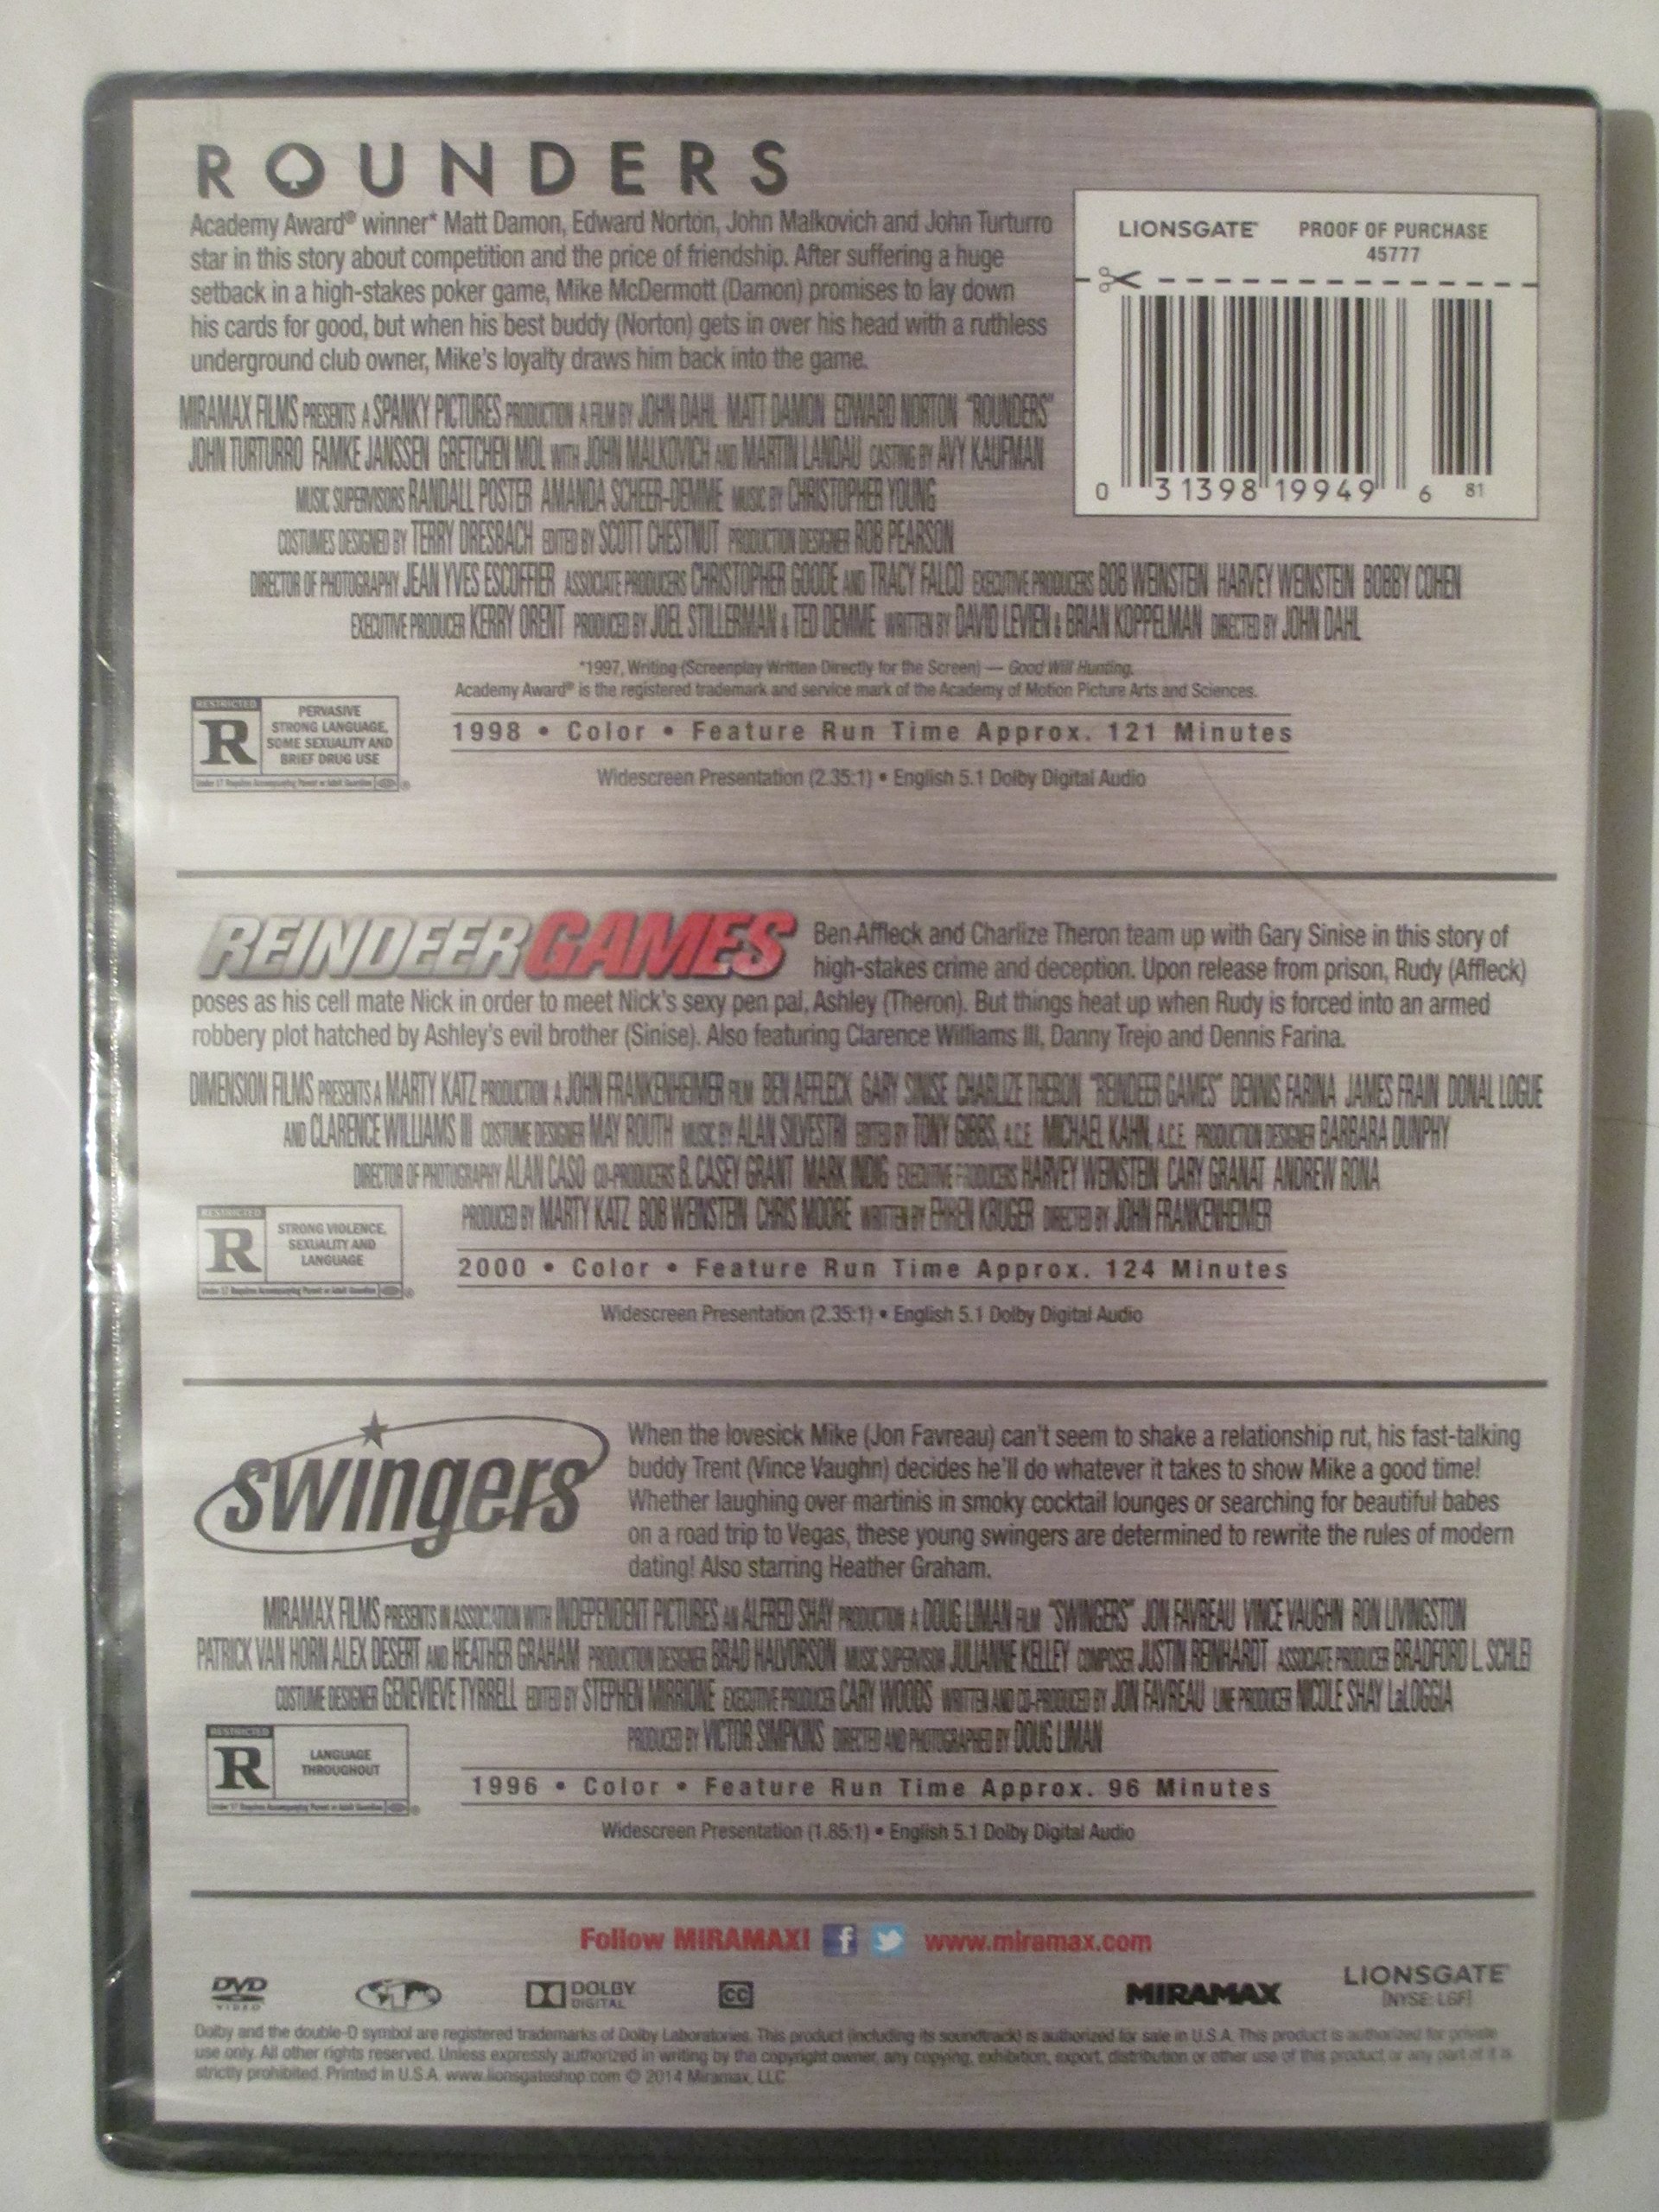 ROUNDERS
Academy Award® winner* Matt Damon, Edward Norton, John Malkovich and John Turturro
star in this story about competition and the price of friendship. After suffering a huge
setback in a high-stakes poker game, Mike McDermott (Damon) promises to lay down
his cards for good, but when his best buddy (Norton) gets in over his head with a ruthless
underground club owner, Mike's loyalty draws him back into the game.
LIONSGATE® PROOF OF PURCHASE
45777
0 31398 19949 6 81
MIRAMAX FILMS PRESENTS A SPANKY PICTURES PRODUCTION A FILM BY JOHN DAHL MATT DAMON EDWARD NORTON "ROUNDERS"
JOHN TURTURRO FAMKE JANSSEN GRETCHEN MOL WITH JOHN MALKOVICH AND MARTIN LANDAU CASTING BY AVY KAUFMAN
MUSIC SUPERVISORS RANDALL POSTER AMANDA SCHEER-DEMME MUSIC BY CHRISTOPHER YOUNG
COSTUMES DESIGNED BY TERRY DRESBACH EDITED BY SCOTT CHESTNUT PRODUCTION DESIGNER ROB PEARSON
DIRECTOR OF PHOTOGRAPHY JEAN YVES ESCOFFIER ASSOCIATE PRODUCERS CHRISTOPHER GOODE AND TRACY FALCO EXECUTIVE PRODUCERS BOB WEINSTEIN HARVEY WEINSTEIN BOBBY COHEN
EXECUTIVE PRODUCER KERRY ORENT PRODUCED BY JOEL STILLERMAN & TED DEMME WRITTEN BY DAVID LEVIEN & BRIAN KOPPELMAN DIRECTED BY JOHN DAHL
*1997, Writing (Screenplay Written Directly for the Screen) — Good Will Hunting.
Academy Award® is the registered trademark and service mark of the Academy of Motion Picture Arts and Sciences.
RESTRICTED
R
PERVASIVE
STRONG LANGUAGE,
SOME SEXUALITY AND
BRIEF DRUG USE
Under 17 Requires Accompanying Parent or Adult Guardian
1998 • Color • Feature Run Time Approx. 121 Minutes
Widescreen Presentation (2.35:1) • English 5.1 Dolby Digital Audio
REINDEER GAMES
Ben Affleck and Charlize Theron team up with Gary Sinise in this story of
high-stakes crime and deception. Upon release from prison, Rudy (Affleck)
poses as his cell mate Nick in order to meet Nick's sexy pen pal, Ashley (Theron). But things heat up when Rudy is forced into an armed
robbery plot hatched by Ashley's evil brother (Sinise). Also featuring Clarence Williams III, Danny Trejo and Dennis Farina.
DIMENSION FILMS PRESENTS A MARTY KATZ PRODUCTION A JOHN FRANKENHEIMER FILM BEN AFFLECK GARY SINISE CHARLIZE THERON "REINDEER GAMES" DENNIS FARINA JAMES FRAIN DONAL LOGUE
AND CLARENCE WILLIAMS III COSTUME DESIGNER MAY ROUTH MUSIC BY ALAN SILVESTRI EDITED BY TONY GIBBS, A.C.E. MICHAEL KAHN, A.C.E. PRODUCTION DESIGNER BARBARA DUNPHY
DIRECTOR OF PHOTOGRAPHY ALAN CASO CO-PRODUCERS B. CASEY GRANT MARK INDIG EXECUTIVE PRODUCERS HARVEY WEINSTEIN CARY GRANAT ANDREW RONA
PRODUCED BY MARTY KATZ BOB WEINSTEIN CHRIS MOORE WRITTEN BY EHREN KRUGER DIRECTED BY JOHN FRANKENHEIMER
RESTRICTED
R
STRONG VIOLENCE,
SEXUALITY AND
LANGUAGE
Under 17 Requires Accompanying Parent or Adult Guardian
2000 • Color • Feature Run Time Approx. 124 Minutes
Widescreen Presentation (2.35:1) • English 5.1 Dolby Digital Audio
swingers
When the lovesick Mike (Jon Favreau) can't seem to shake a relationship rut, his fast-talking
buddy Trent (Vince Vaughn) decides he'll do whatever it takes to show Mike a good time!
Whether laughing over martinis in smoky cocktail lounges or searching for beautiful babes
on a road trip to Vegas, these young swingers are determined to rewrite the rules of modern
dating! Also starring Heather Graham.
MIRAMAX FILMS PRESENTS IN ASSOCIATION WITH INDEPENDENT PICTURES AN ALFRED SHAY PRODUCTION A DOUG LIMAN FILM "SWINGERS" JON FAVREAU VINCE VAUGHN RON LIVINGSTON
PATRICK VAN HORN ALEX DESERT AND HEATHER GRAHAM PRODUCTION DESIGNER BRAD HALVORSON MUSIC SUPERVISOR JULIANNE KELLEY COMPOSER JUSTIN REINHARDT ASSOCIATE PRODUCER BRADFORD L. SCHLEI
COSTUME DESIGNER GENEVIEVE TYRRELL EDITED BY STEPHEN MIRRIONE EXECUTIVE PRODUCER CARY WOODS WRITTEN AND CO-PRODUCED BY JON FAVREAU LINE PRODUCER NICOLE SHAY LaLOGGIA
PRODUCED BY VICTOR SIMPKINS DIRECTED AND PHOTOGRAPHED BY DOUG LIMAN
RESTRICTED
R
LANGUAGE
THROUGHOUT
Under 17 Requires Accompanying Parent or Adult Guardian
1996 • Color • Feature Run Time Approx. 96 Minutes
Widescreen Presentation (1.85:1) • English 5.1 Dolby Digital Audio
Follow MIRAMAX! f www.miramax.com
DVD VIDEO 1 DOLBY DIGITAL CC MIRAMAX LIONSGATE®
[NYSE: LGF]
Dolby and the double-D symbol are registered trademarks of Dolby Laboratories. This product (including its soundtrack) is authorized for sale in U.S.A. This product is authorized for private
use only. All other rights reserved. Unless expressly authorized in writing by the copyright owner, any copying, exhibition, export, distribution or other use of this product or any part of it is
strictly prohibited. Printed in U.S.A. www.lionsgateshop.com © 2014 Miramax, LLC